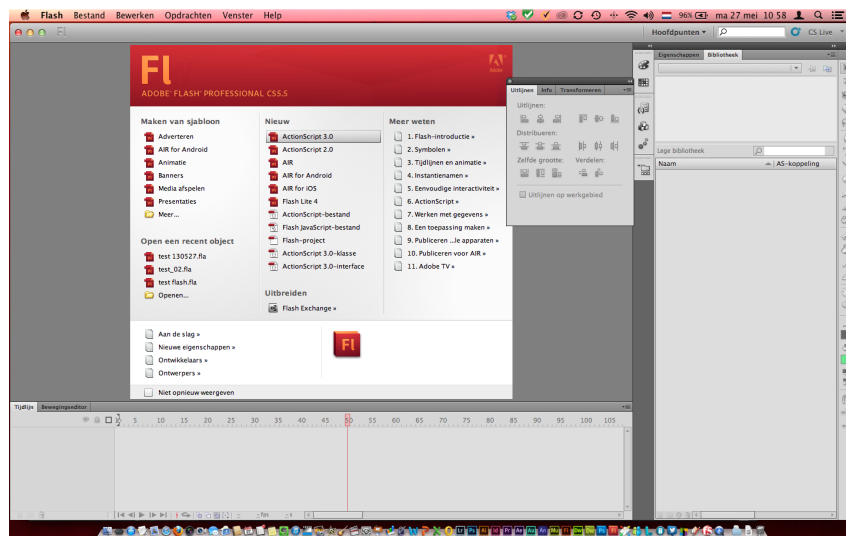 Flash Bestand Bewerken Opdrachten Venster Help 96% ma 27 mei 10 58
Fl Hoofdpunten CS Live
Fl
Adobe
ADOBE® FLASH® PROFESSIONAL CS5.5
Maken van sjabloon
Adverteren
AIR for Android
Animatie
Banners
Media afspelen
Presentaties
Meer...
Open een recent object
test 130527.fla
test_02.fla
test flash.fla
Openen...
Nieuw
ActionScript 3.0
ActionScript 2.0
AIR
AIR for Android
AIR for iOS
Flash Lite 4
ActionScript-bestand
Flash JavaScript-bestand
Flash-project
ActionScript 3.0-klasse
ActionScript 3.0-interface
Uitbreiden
Flash Exchange »
Meer weten
1. Flash-introductie »
2. Symbolen »
3. Tijdlijnen en animatie »
4. Instantienamen »
5. Eenvoudige interactiviteit »
6. ActionScript »
7. Werken met gegevens »
8. Een toepassing maken »
9. Publiceren ...le apparaten »
10. Publiceren voor AIR »
11. Adobe TV »
Aan de slag »
Nieuwe eigenschappen »
Ontwikkelaars »
Ontwerpers »
Fl
Niet opnieuw weergeven
Uitlijnen Info Transformeren
Uitlijnen:
Distribueren:
Zelfde grootte: Verdelen:
Uitlijnen op werkgebied
Eigenschappen Bibliotheek
Lege bibliotheek
Naam AS-koppeling
Tijdlijn Bewegingseditor
5 10 15 20 25 30 35 40 45 50 55 60 65 70 75 80 85 90 95 100 105
fps